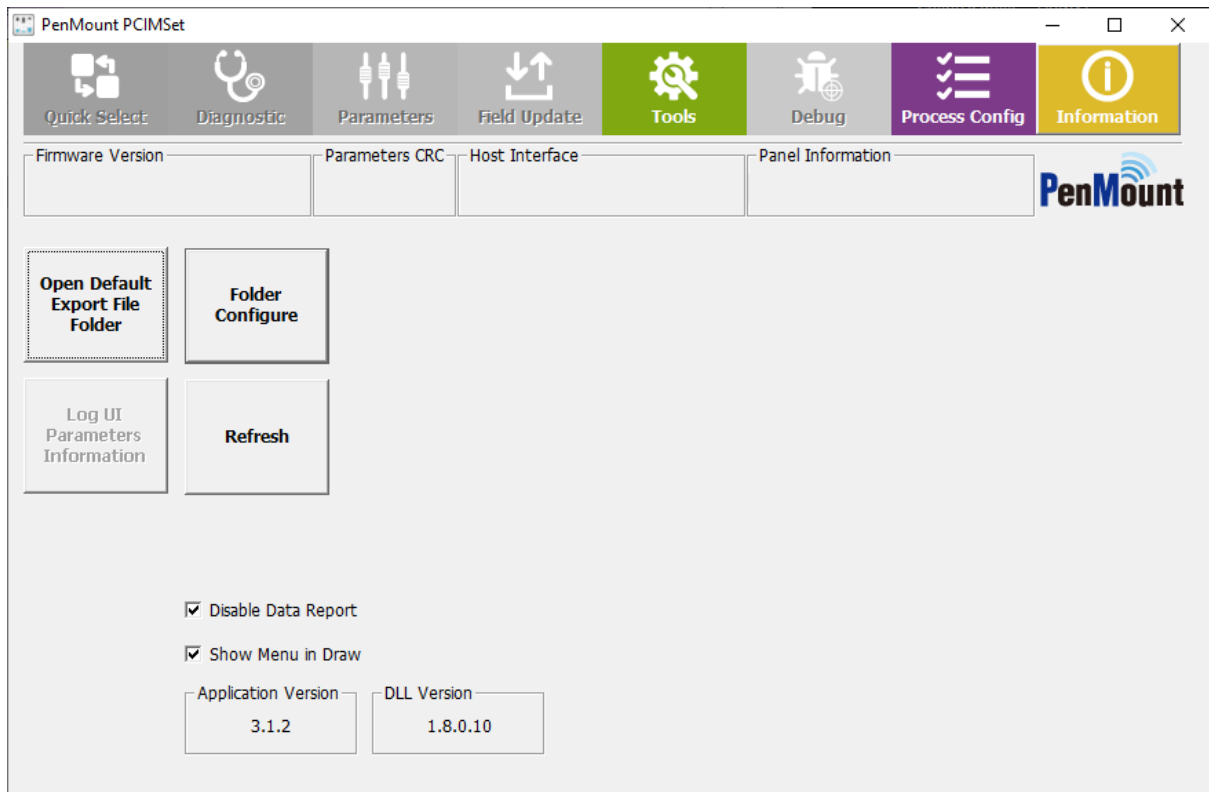 PenMount PCIMSet
Quick Select
Diagnostic
Parameters
Field Update
Tools
Debug
Process Config
Information
Firmware Version
Parameters CRC
Host Interface
Panel Information
PenMount
Open Default
Export File
Folder
Folder
Configure
Log UI
Parameters
Information
Refresh
Disable Data Report
Show Menu in Draw
Application Version
DLL Version
3.1.2
1.8.0.10